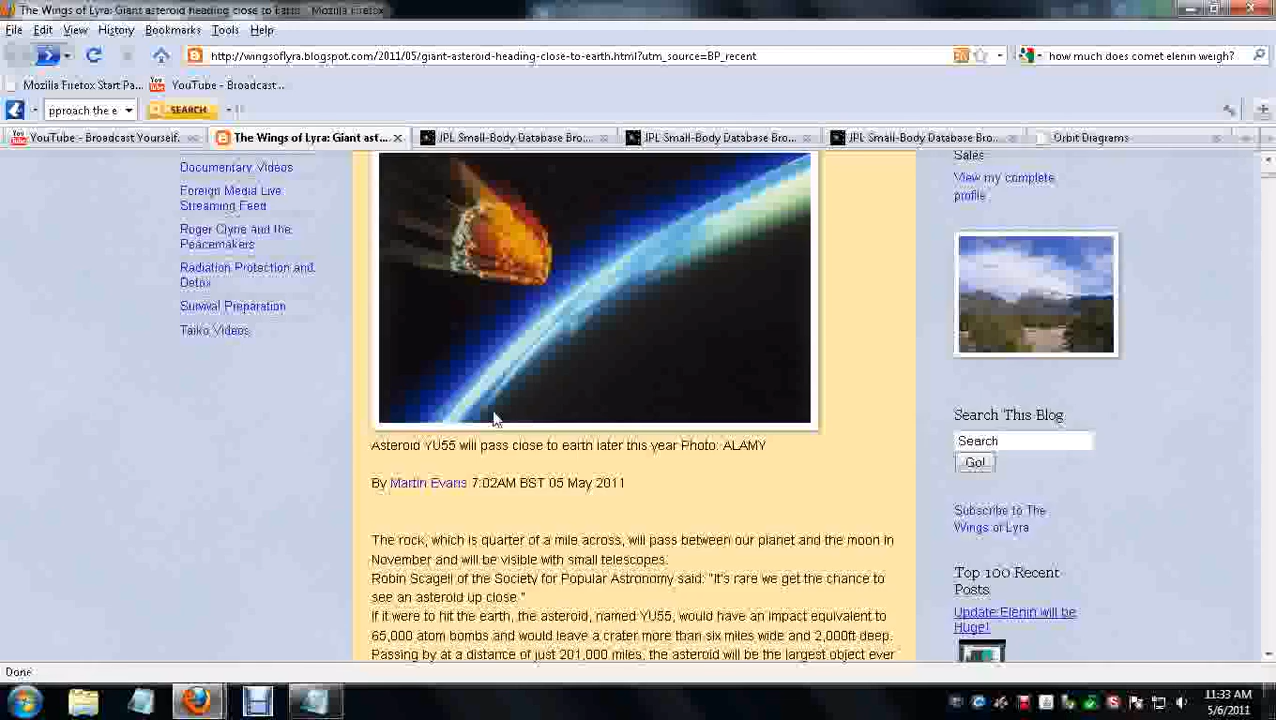 The Wings of Lyra: Giant asteroid heading close to Earth - Mozilla Firefox
File Edit View History Bookmarks Tools Help
http://wingsoflyra.blogspot.com/2011/05/giant-asteroid-heading-close-to-earth.html?utm_source=BP_recent
how much does comet elenin weigh?
Mozilla Firefox Start Pa... YouTube - Broadcast ...
pproach the e SEARCH
YouTube - Broadcast Yourself. The Wings of Lyra: Giant ast... JPL Small-Body Database Bro... JPL Small-Body Database Bro... JPL Small-Body Database Bro... Orbit Diagrams
Documentary Videos
Foreign Media Live
Streaming Feed
Roger Clyne and the
Peacemakers
Radiation Protection and
Detox
Survival Preparation
Taiko Videos
Asteroid YU55 will pass close to earth later this year Photo: ALAMY
By Martin Evans 7:02AM BST 05 May 2011
The rock, which is quarter of a mile across, will pass between our planet and the moon in
November and will be visible with small telescopes.
Robin Scagell of the Society for Popular Astronomy said: "It's rare we get the chance to
see an asteroid up close."
If it were to hit the earth, the asteroid, named YU55, would have an impact equivalent to
65,000 atom bombs and would leave a crater more than six miles wide and 2,000ft deep.
Passing by at a distance of just 201,000 miles, the asteroid will be the largest object ever
Sales
View my complete
profile
Search This Blog
Search
Go!
Subscribe to The
Wings of Lyra
Top 100 Recent
Posts
Update Elenin will be
Huge!
Done
11:33 AM
5/6/2011